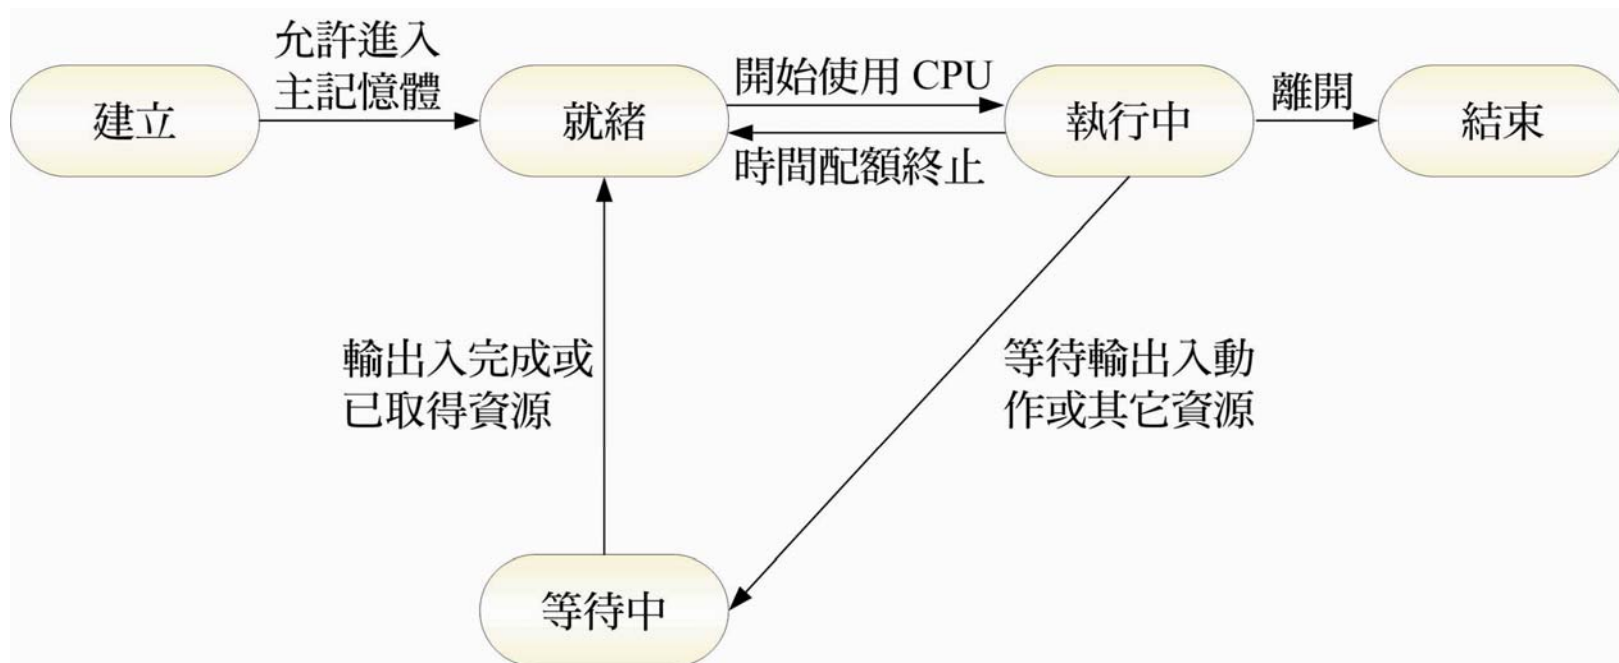 建立
允許進入
主記憶體
就緒
開始使用 CPU
時間配額終止
執行中
離開
結束
輸出入完成或
已取得資源
等待輸出入動
作或其它資源
等待中